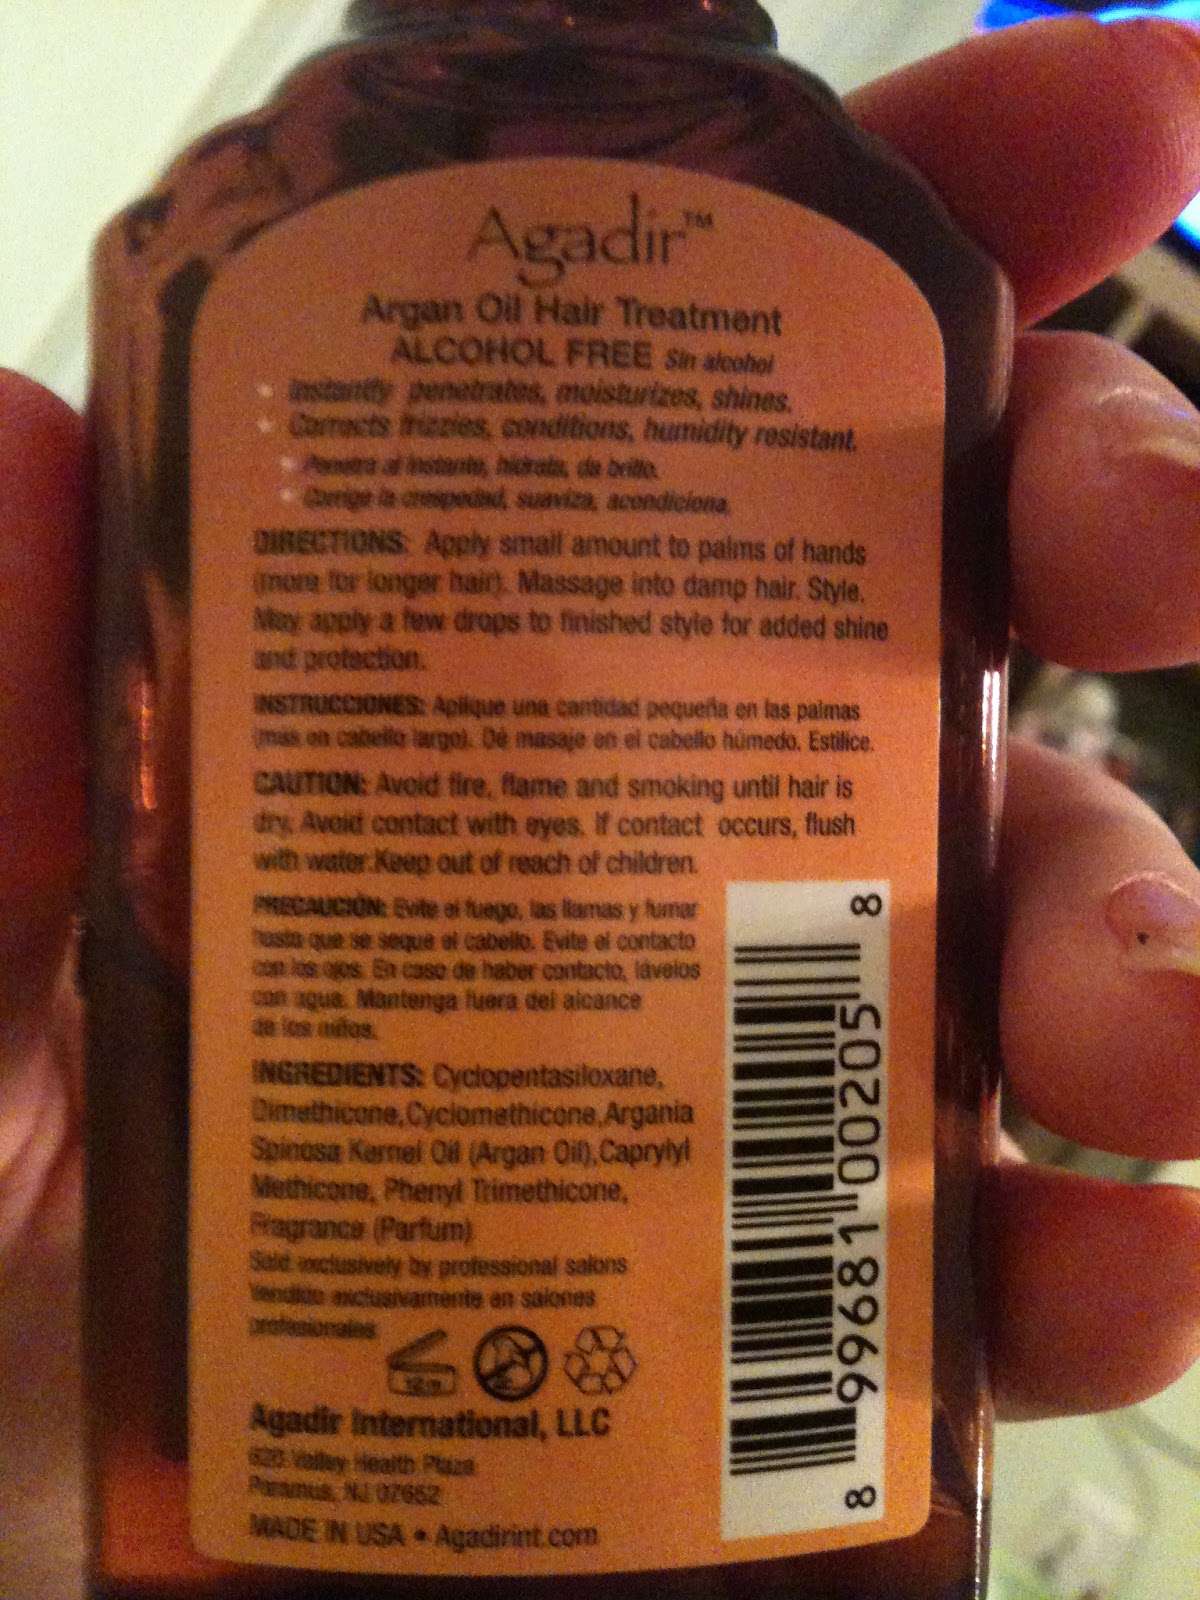 Agadir™
Argan Oil Hair Treatment
ALCOHOL FREE Sin alcohol
• Instantly penetrates, moisturizes, shines.
• Corrects frizzies, conditions, humidity resistant.
• Penetra al instante, hidrata, da brillo.
• Corrige la crespedad, suaviza, acondiciona.
DIRECTIONS: Apply small amount to palms of hands
(more for longer hair). Massage into damp hair. Style.
May apply a few drops to finished style for added shine
and protection.
INSTRUCCIONES: Aplique una cantidad pequeña en las palmas
(mas en cabello largo). Dé masaje en el cabello húmedo. Estilice.
CAUTION: Avoid fire, flame and smoking until hair is
dry. Avoid contact with eyes. If contact occurs, flush
with water.Keep out of reach of children.
PRECAUCIÓN: Evite el fuego, las llamas y fumar
hasta que se seque el cabello. Evite el contacto
con los ojos. En caso de haber contacto, lávelos
con agua. Mantenga fuera del alcance
de los niños.
INGREDIENTS: Cyclopentasiloxane,
Dimethicone,Cyclomethicone,Argania
Spinosa Kernel Oil (Argan Oil),Caprylyl
Methicone, Phenyl Trimethicone,
Fragrance (Parfum)
Sold exclusively by professional salons
Vendido exclusivamente en salones
profesionales
12m
Agadir International, LLC
620 Valley Health Plaza
Paramus, NJ 07652
MADE IN USA • Agadirint.com
8 99681 00205 8